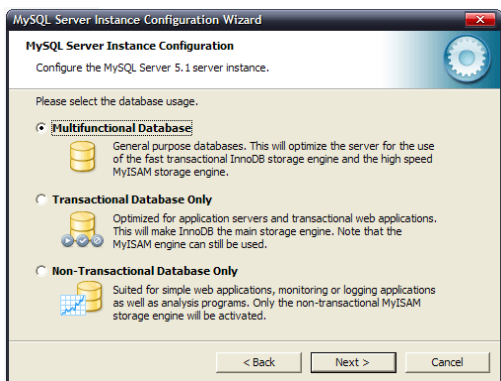 MySQL Server Instance Configuration Wizard
MySQL Server Instance Configuration
Configure the MySQL Server 5.1 server instance.
Please select the database usage.
Multifunctional Database
General purpose databases. This will optimize the server for the use
of the fast transactional InnoDB storage engine and the high speed
MyISAM storage engine.
Transactional Database Only
Optimized for application servers and transactional web applications.
This will make InnoDB the main storage engine. Note that the
MyISAM engine can still be used.
Non-Transactional Database Only
Suited for simple web applications, monitoring or logging applications
as well as analysis programs. Only the non-transactional MyISAM
storage engine will be activated.
< Back
Next >
Cancel